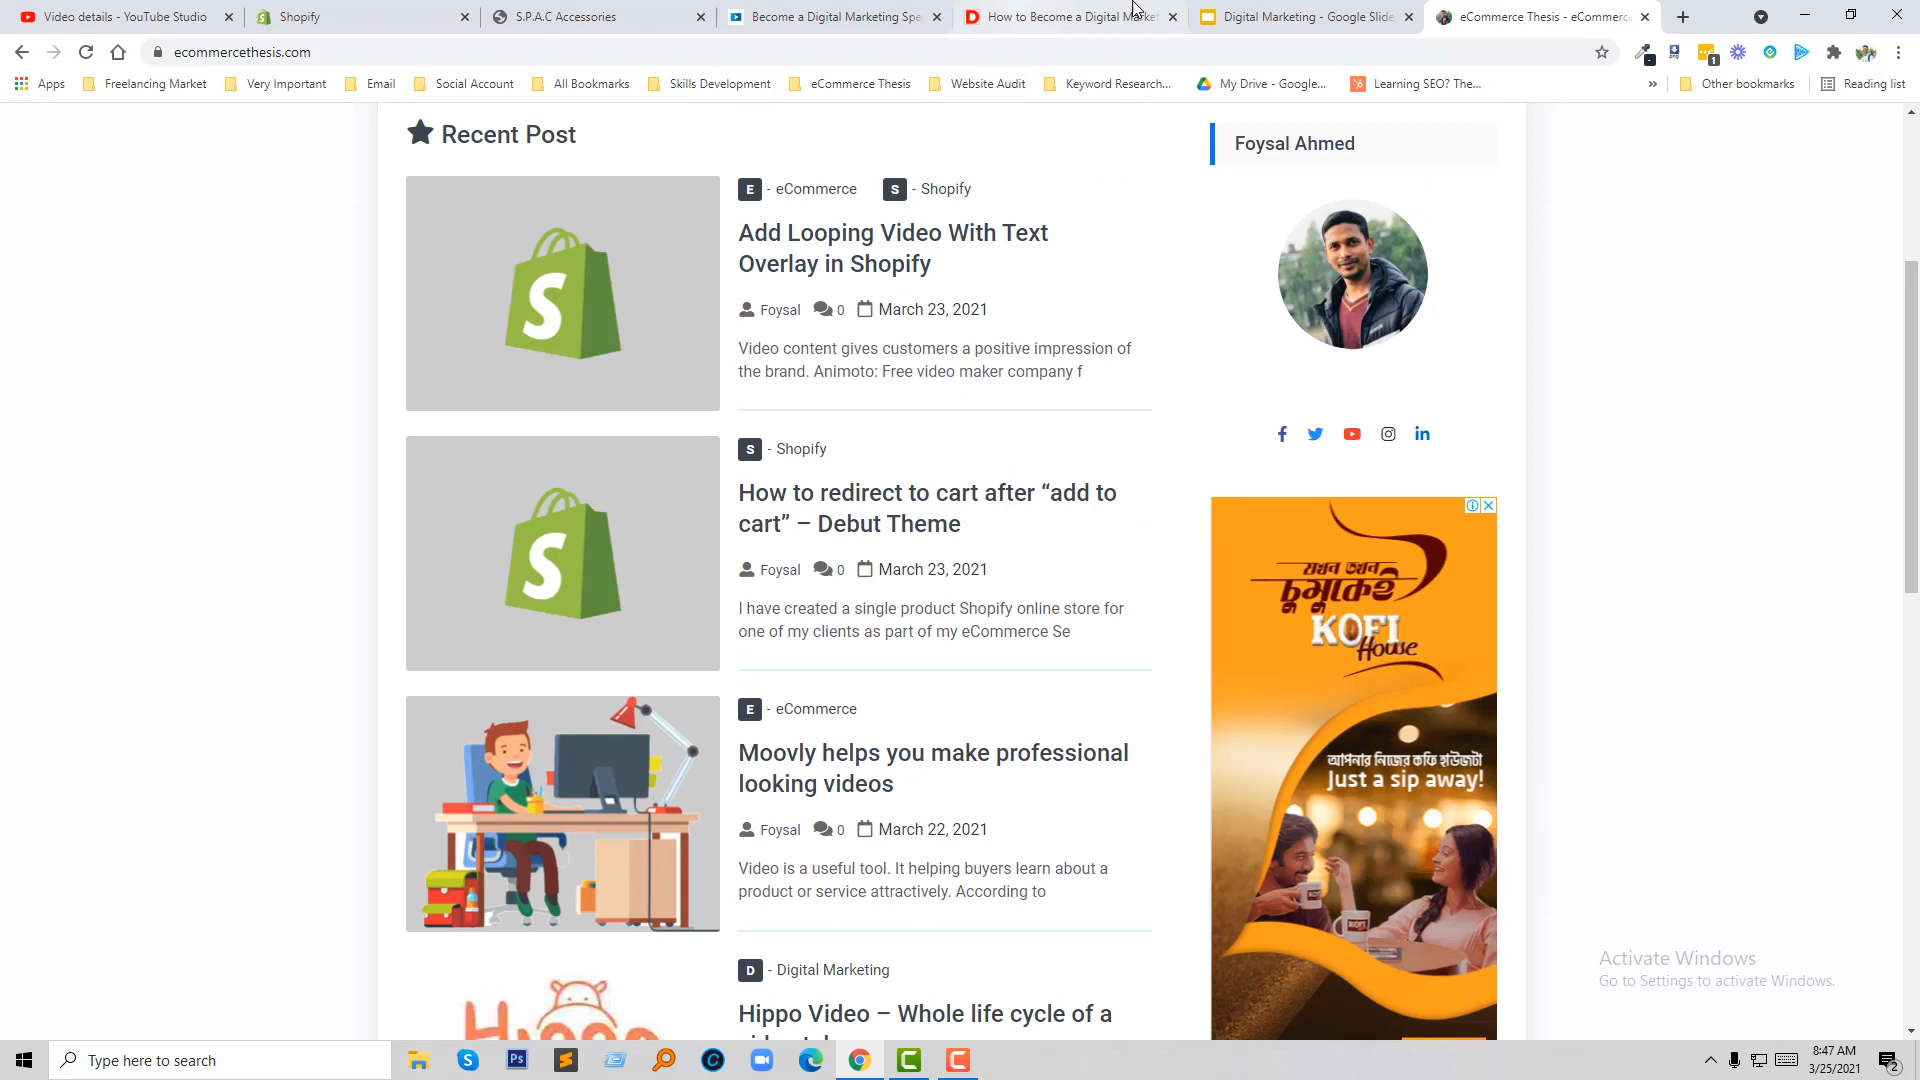 Video details - YouTube Studio
Shopify
S.P.A.C Accessories
Become a Digital Marketing Spe
How to Become a Digital Market
Digital Marketing - Google Slide
eCommerce Thesis - eCommerce
ecommercethesis.com
1
Apps
Freelancing Market
Very Important
Email
Social Account
All Bookmarks
Skills Development
eCommerce Thesis
Website Audit
Keyword Research...
My Drive - Google...
Learning SEO? The...
»
Other bookmarks
Reading list
Recent Post
E - eCommerce S - Shopify
Add Looping Video With Text
Overlay in Shopify
Foysal 0 March 23, 2021
Video content gives customers a positive impression of
the brand. Animoto: Free video maker company f
S - Shopify
How to redirect to cart after “add to
cart” – Debut Theme
Foysal 0 March 23, 2021
I have created a single product Shopify online store for
one of my clients as part of my eCommerce Se
E - eCommerce
Moovly helps you make professional
looking videos
Foysal 0 March 22, 2021
Video is a useful tool. It helping buyers learn about a
product or service attractively. According to
D - Digital Marketing
Hippo Video – Whole life cycle of a
Foysal Ahmed
যখন তখন
চুমুকেই
KOFI
House
আপনার নিজের কফি হাউজটা
Just a sip away!
Activate Windows
Go to Settings to activate Windows.
Type here to search
Ps
8:47 AM
3/25/2021
2